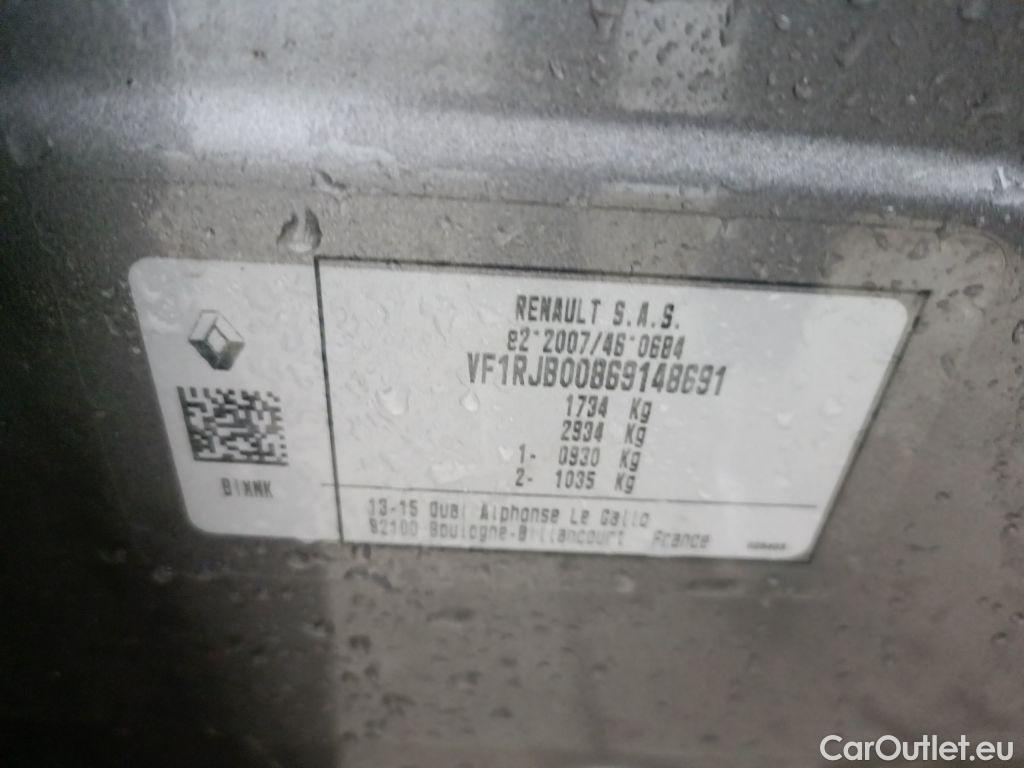 RENAULT S.A.S.
e2*2007/46*0684
VF1RJB00869148691
1734 Kg
2934 Kg
1- 0930 Kg
2- 1035 Kg
13-15 Quai Alphonse Le Gallo
92100 Boulogne-Billancourt France
CarOutlet.eu